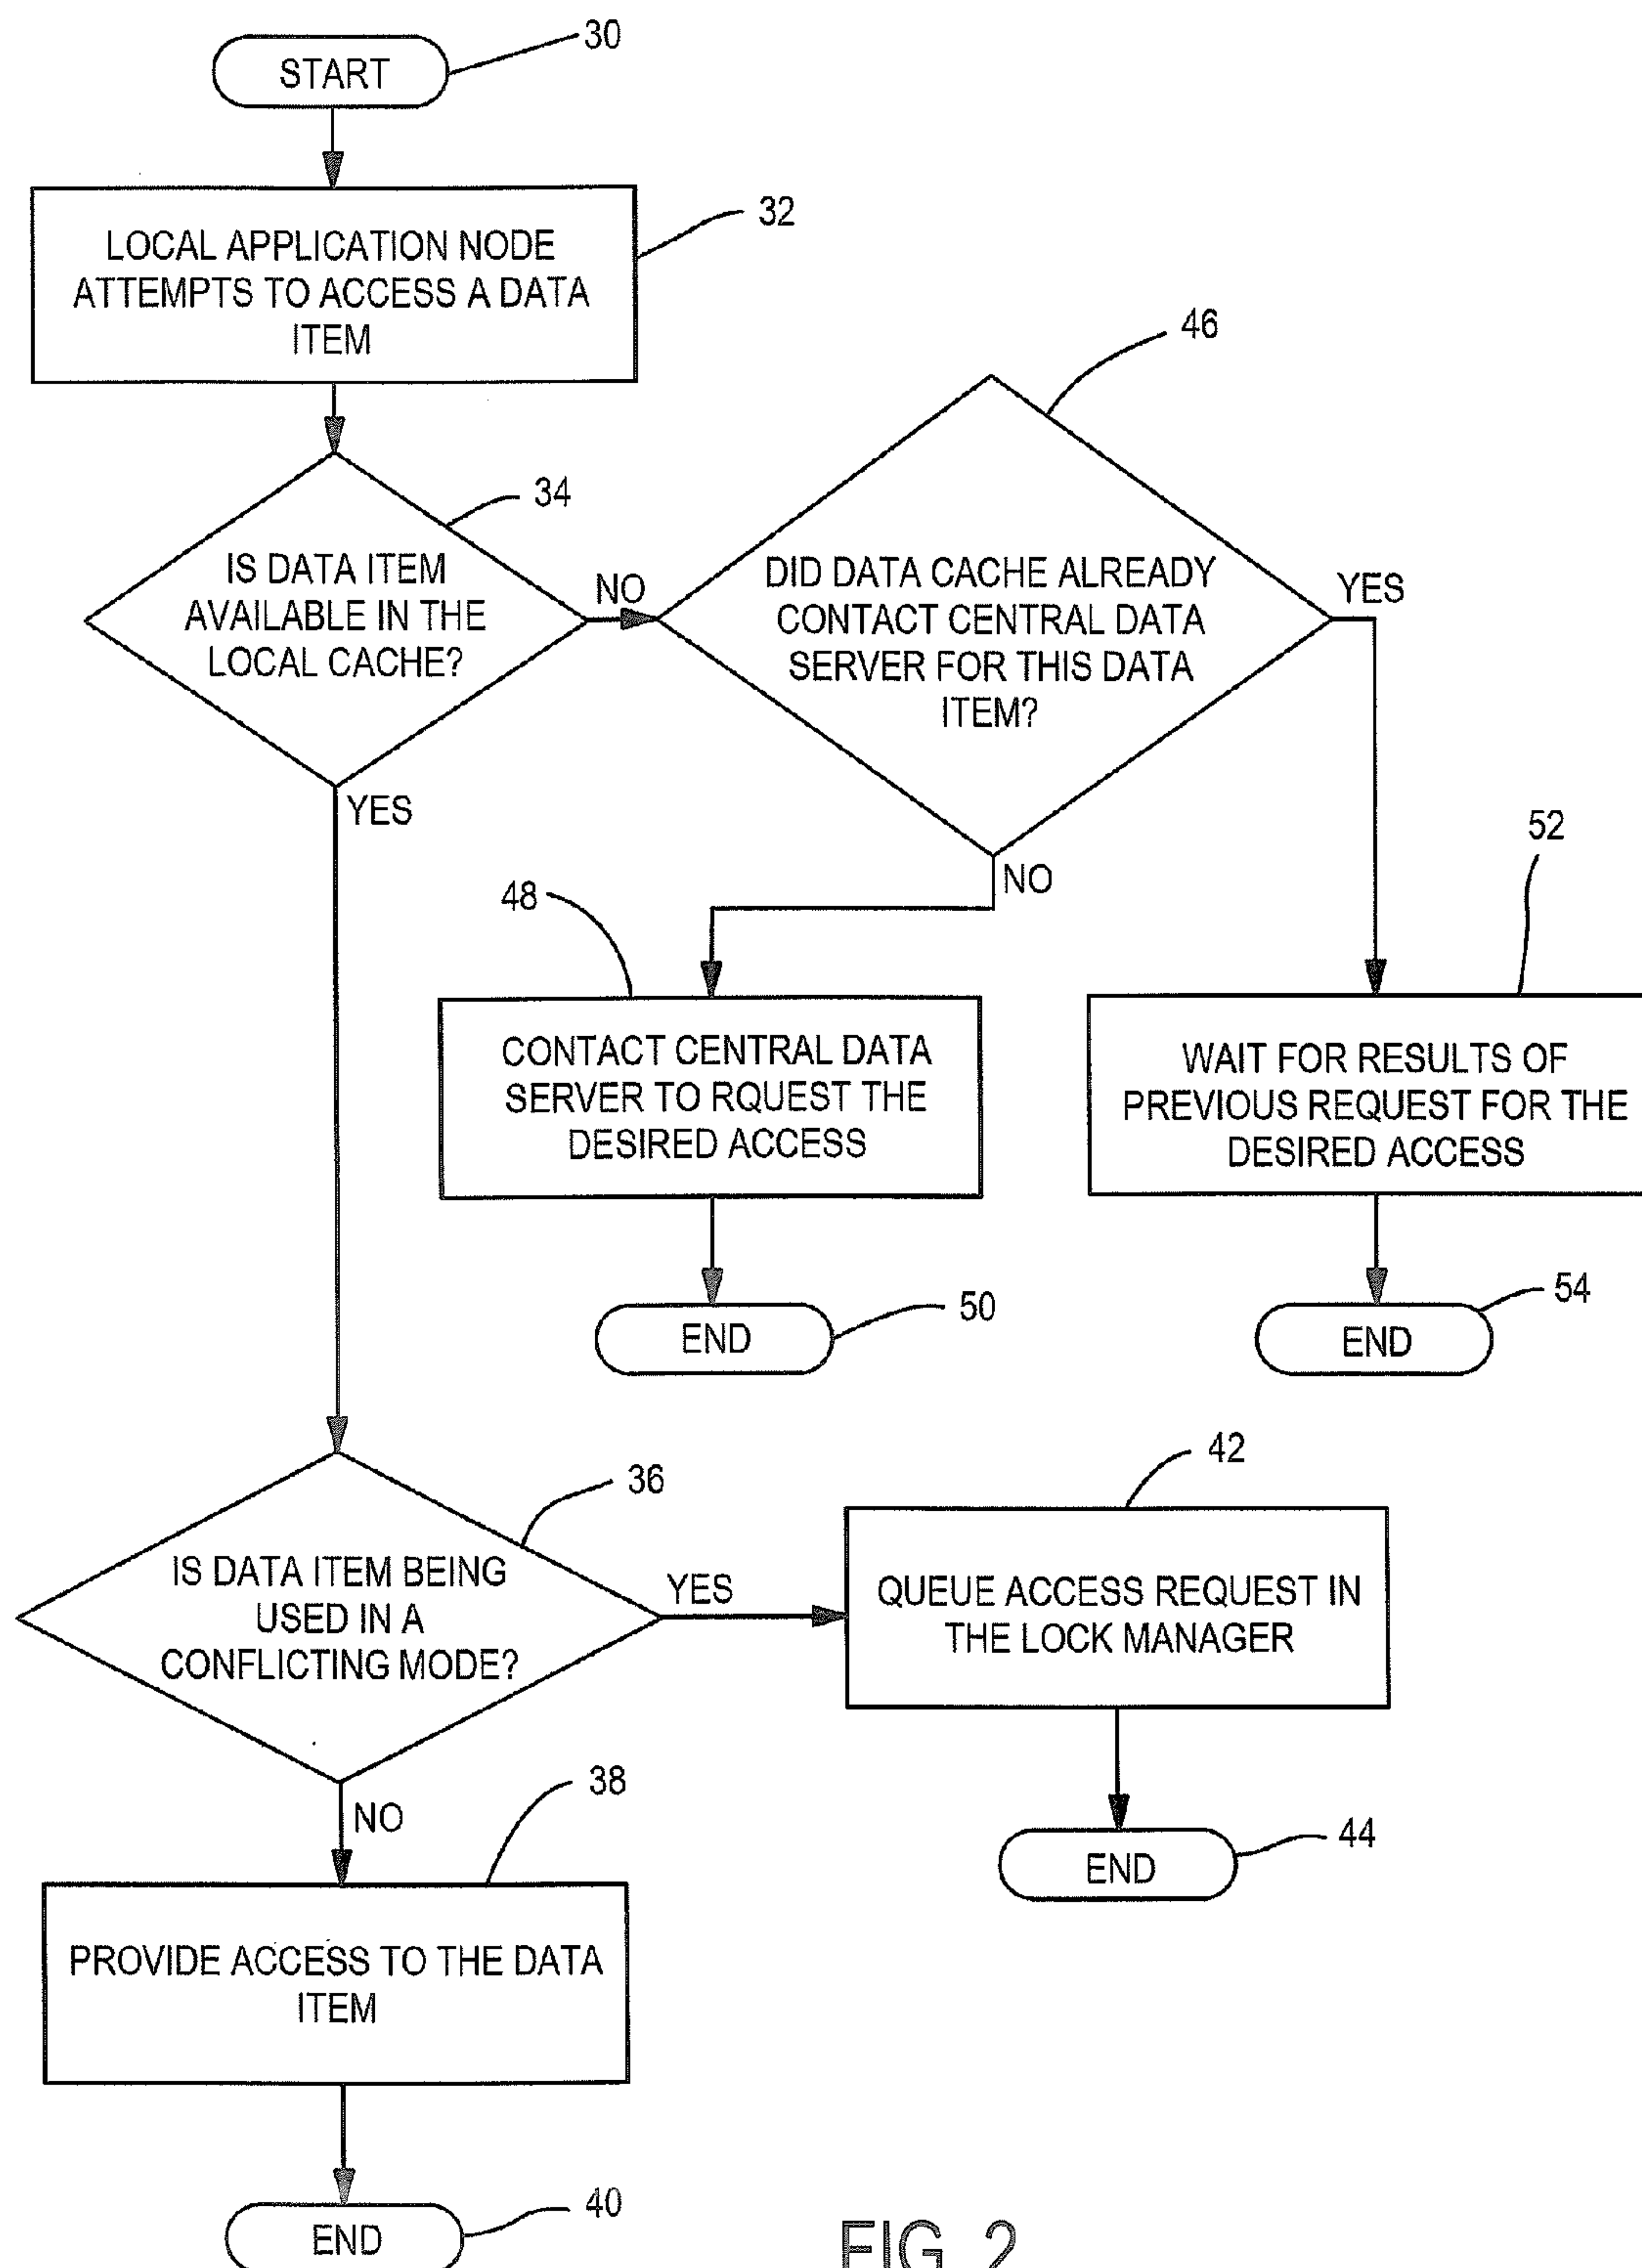 START
30
LOCAL APPLICATION NODE
ATTEMPTS TO ACCESS A DATA
ITEM
32
IS DATA ITEM
AVAILABLE IN THE
LOCAL CACHE?
34
NO
YES
DID DATA CACHE ALREADY
CONTACT CENTRAL DATA
SERVER FOR THIS DATA
ITEM?
46
YES
NO
48
CONTACT CENTRAL DATA
SERVER TO RQUEST THE
DESIRED ACCESS
52
WAIT FOR RESULTS OF
PREVIOUS REQUEST FOR THE
DESIRED ACCESS
END
50
END
54
IS DATA ITEM BEING
USED IN A
CONFLICTING MODE?
36
YES
NO
42
QUEUE ACCESS REQUEST IN
THE LOCK MANAGER
END
44
38
PROVIDE ACCESS TO THE DATA
ITEM
END
40
FIG. 2